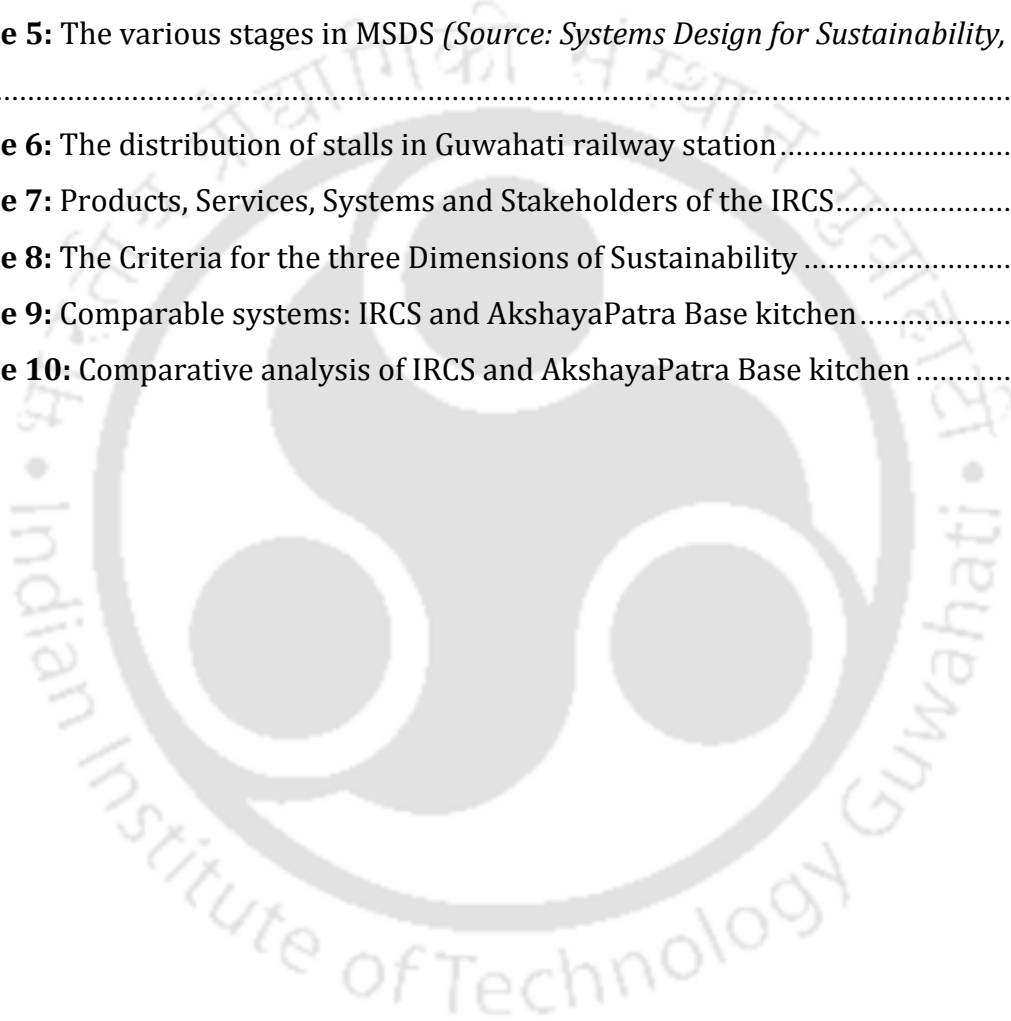 e 5: The various stages in MSDS (Source: Systems Design for Sustainability,
....................................................................................................
e 6: The distribution of stalls in Guwahati railway station..............................
e 7: Products, Services, Systems and Stakeholders of the IRCS......................
e 8: The Criteria for the three Dimensions of Sustainability ..........................
e 9: Comparable systems: IRCS and AkshayaPatra Base kitchen...................
e 10: Comparative analysis of IRCS and AkshayaPatra Base kitchen ............
Indian Institute of Technology Guwahati